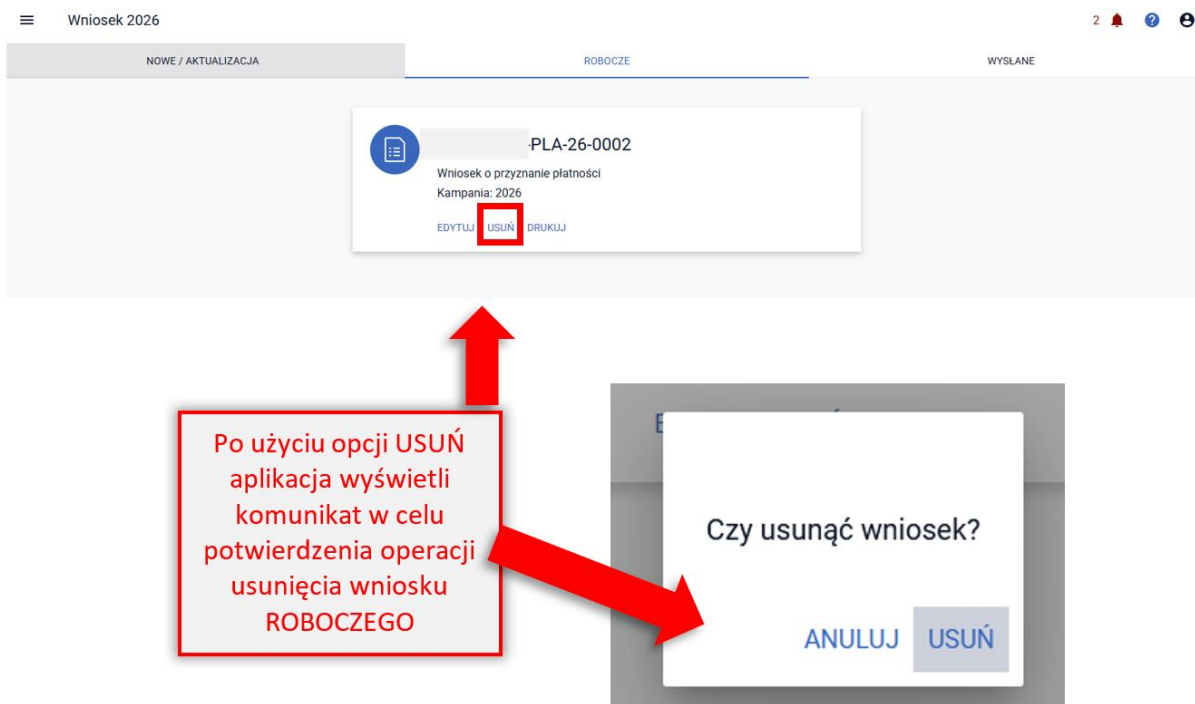 Wniosek 2026
2
NOWE / AKTUALIZACJA
ROBOCZE
WYSŁANE
-PLA-26-0002
Wniosek o przyznanie płatności
Kampania: 2026
EDYTUJ USUŃ DRUKUJ
Po użyciu opcji USUŃ
aplikacja wyświetli
komunikat w celu
potwierdzenia operacji
usunięcia wniosku
ROBOCZEGO
Czy usunąć wniosek?
ANULUJ USUŃ